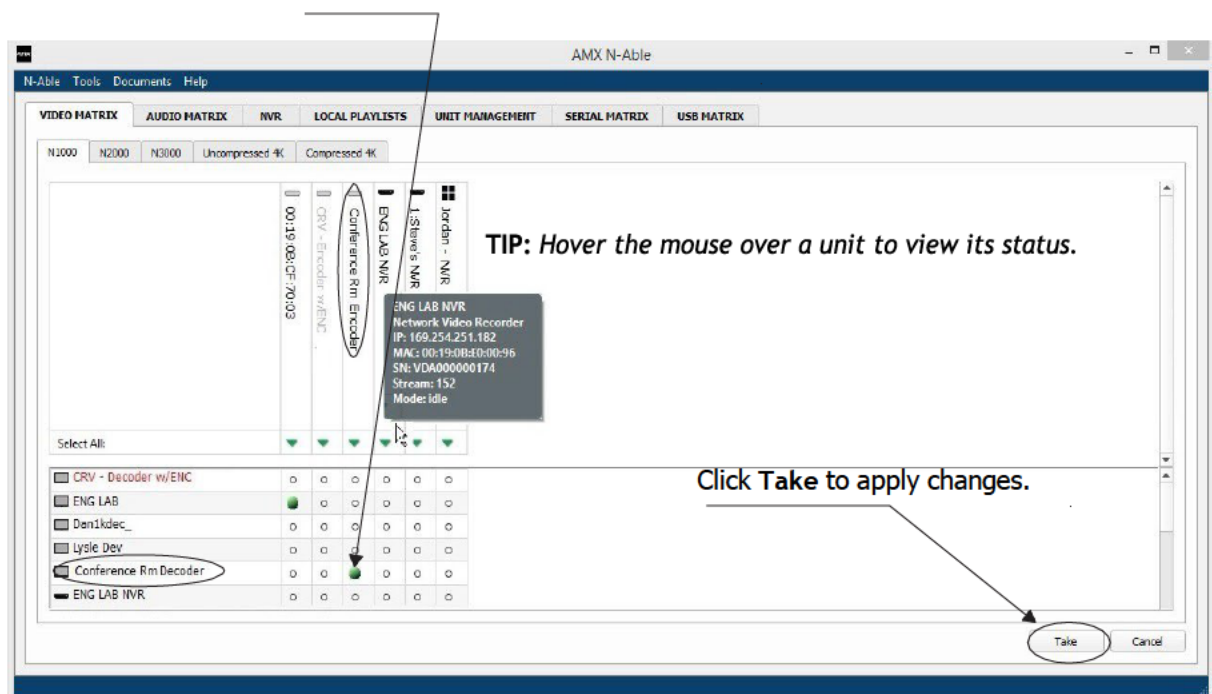 AMX
AMX N-Able
N-Able Tools Documents Help
VIDEO MATRIX AUDIO MATRIX NVR LOCAL PLAYLISTS UNIT MANAGEMENT SERIAL MATRIX USB MATRIX
N1000 N2000 N3000 Uncompressed 4K Compressed 4K
00:19:0B:CF:70:03
CRV - Encoder w/ENC ..
Conference Rm Encoder
ENG LAB NVR
1:Steve's NVR
Jordan - NVR
TIP: Hover the mouse over a unit to view its status.
ENG LAB NVR
Network Video Recorder
IP: 169.254.251.182
MAC: 00:19:0B:E0:00:96
SN: VDA000000174
Stream: 152
Mode: idle
Select All:
CRV - Decoder w/ENC
ENG LAB
Dan1kdec_
Lysle Dev
Conference Rm Decoder
ENG LAB NVR
Click Take to apply changes.
Take Cancel